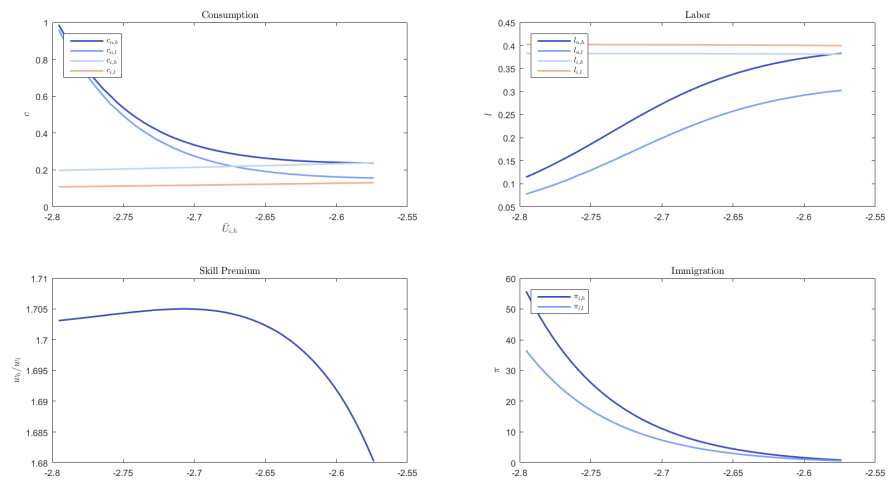 Consumption
1
0.8
0.6
0.4
0.2
0
c
c_{n,h}
c_{n,l}
c_{i,h}
c_{i,l}
-2.8 -2.75 -2.7 -2.65 -2.6 -2.55
Ū_{i,h}
Labor
0.45
0.4
0.35
0.3
0.25
0.2
0.15
0.1
0.05
l
l_{n,h}
l_{n,l}
l_{i,h}
l_{i,l}
-2.8 -2.75 -2.7 -2.65 -2.6 -2.55
Skill Premium
1.71
1.705
1.7
1.695
1.69
1.685
1.68
w_h/w_l
-2.8 -2.75 -2.7 -2.65 -2.6 -2.55
Immigration
60
50
40
30
20
10
0
π
π_{i,h}
π_{i,l}
-2.8 -2.75 -2.7 -2.65 -2.6 -2.55